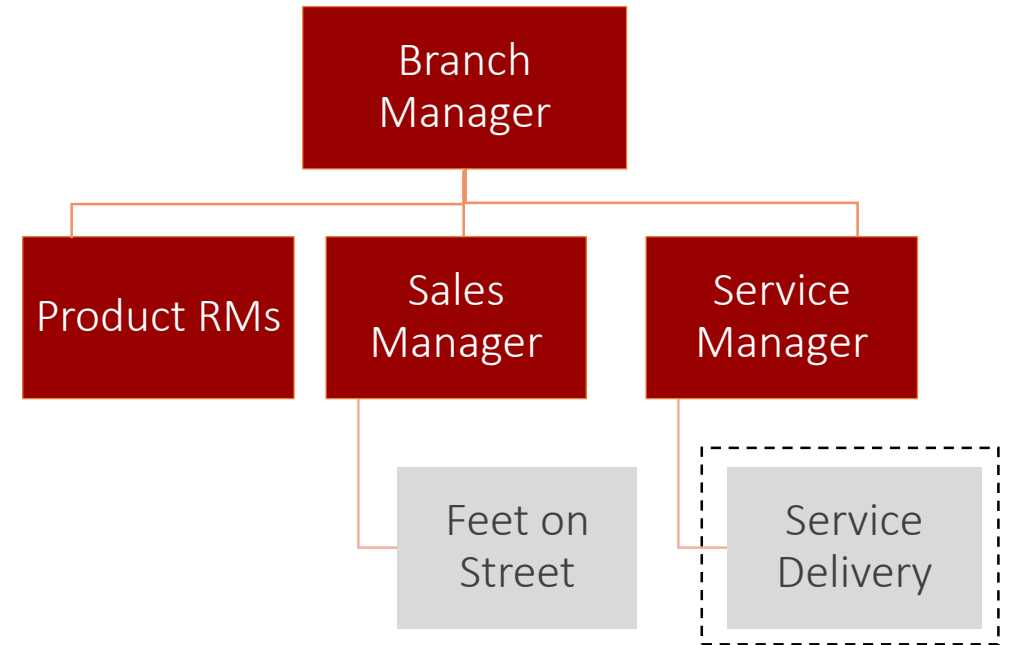 Branch
Manager
Product RMs
Sales
Manager
Service
Manager
Feet on
Street
Service
Delivery